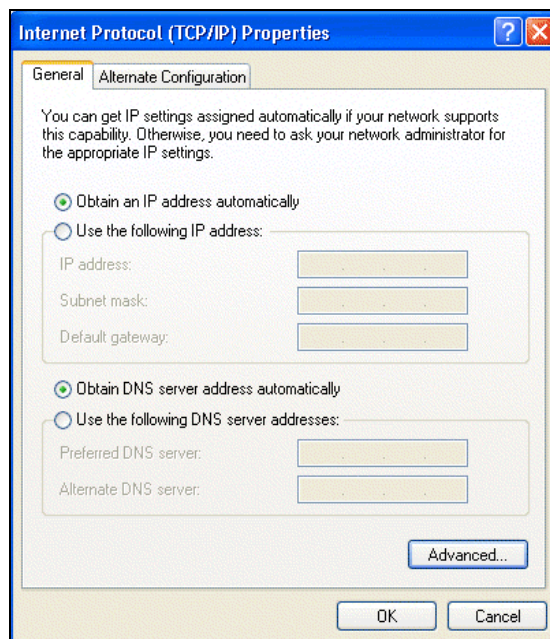 Internet Protocol (TCP/IP) Properties
General
Alternate Configuration
You can get IP settings assigned automatically if your network supports
this capability. Otherwise, you need to ask your network administrator for
the appropriate IP settings.
Obtain an IP address automatically
Use the following IP address:
IP address:
Subnet mask:
Default gateway:
Obtain DNS server address automatically
Use the following DNS server addresses:
Preferred DNS server:
Alternate DNS server:
Advanced...
OK
Cancel